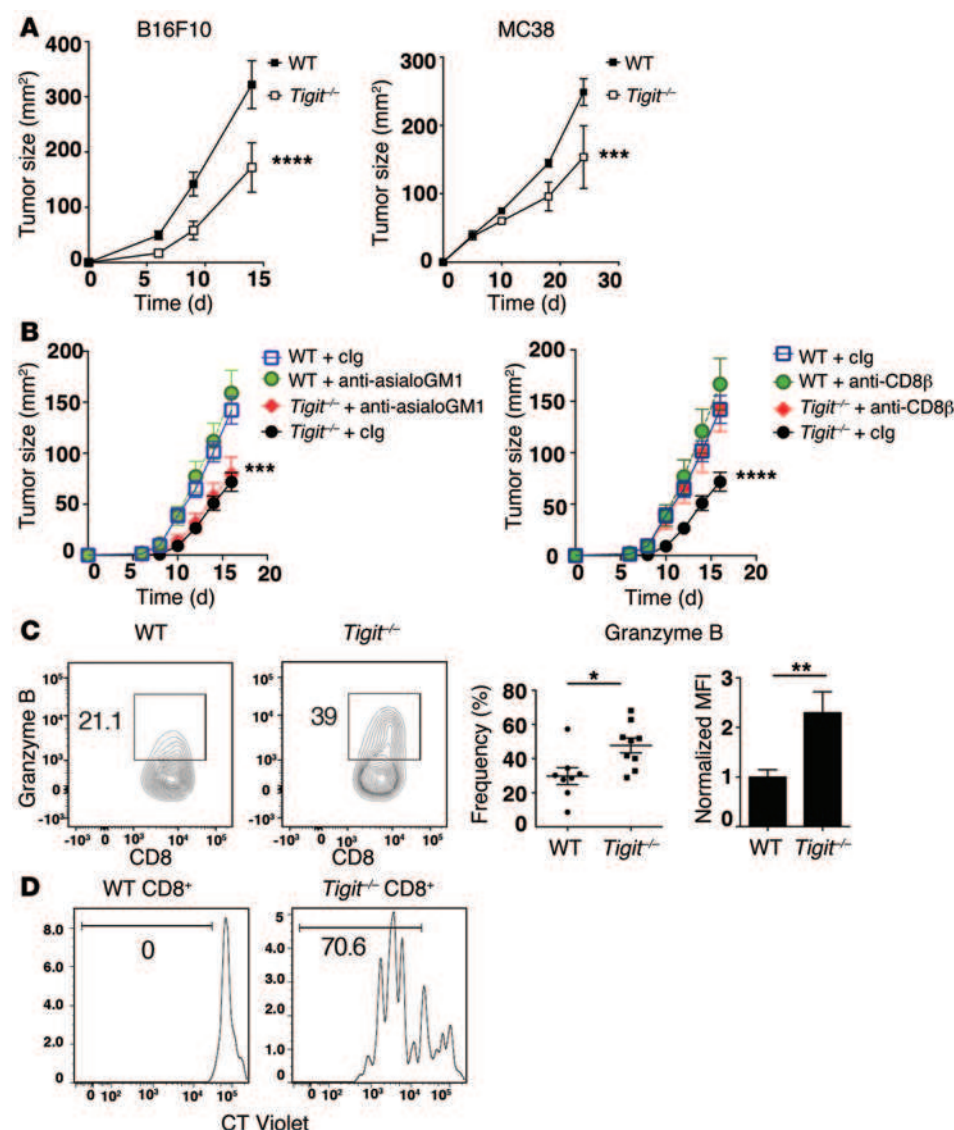 A
B16F10
Tumor size (mm²)
400
300
200
100
0
0 5 10 15
Time (d)
WT
Tigit⁻/⁻
****
MC38
Tumor size (mm²)
300
200
100
0
0 10 20 30
Time (d)
WT
Tigit⁻/⁻
***
B
Tumor size (mm²)
200
150
100
50
0
0 5 10 15 20
Time (d)
WT + cIg
WT + anti-asialoGM1
Tigit⁻/⁻ + anti-asialoGM1
Tigit⁻/⁻ + cIg
***
Tumor size (mm²)
200
150
100
50
0
0 5 10 15 20
Time (d)
WT + cIg
WT + anti-CD8β
Tigit⁻/⁻ + anti-CD8β
Tigit⁻/⁻ + cIg
****
C
WT
Granzyme B
10⁵
10⁴
10³
0
-10³
21.1
-10³ 0 10³ 10⁴ 10⁵
CD8
Tigit⁻/⁻
10⁵
10⁴
10³
0
-10³
39
-10³ 0 10³ 10⁴ 10⁵
CD8
Granzyme B
Frequency (%)
80
60
40
20
0
*
WT Tigit⁻/⁻
Normalized MFI
3
2
1
0
**
WT Tigit⁻/⁻
D
WT CD8⁺
8.0
6.0
4.0
2.0
0
0
0 10² 10³ 10⁴ 10⁵
Tigit⁻/⁻ CD8⁺
5
4.0
3.0
2.0
1.0
0
70.6
0 10² 10³ 10⁴ 10⁵
CT Violet